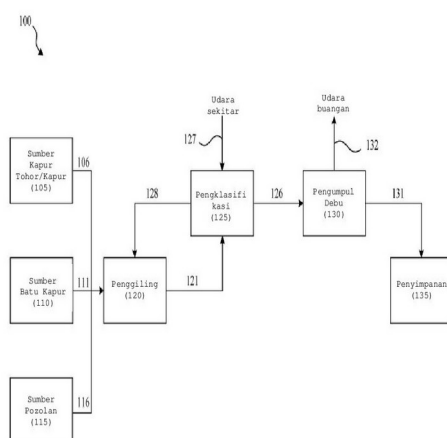 100
Udara
sekitar
Udara
buangan
127
132
Sumber
Kapur
Tohor/Kapur
(105)
106
128
Pengklasifi
kasi
(125)
126
Pengumpul
Debu
(130)
131
Sumber
Batu Kapur
(110)
111
Penggiling
(120)
121
Penyimpanan
(135)
Sumber
Pozolan
(115)
116